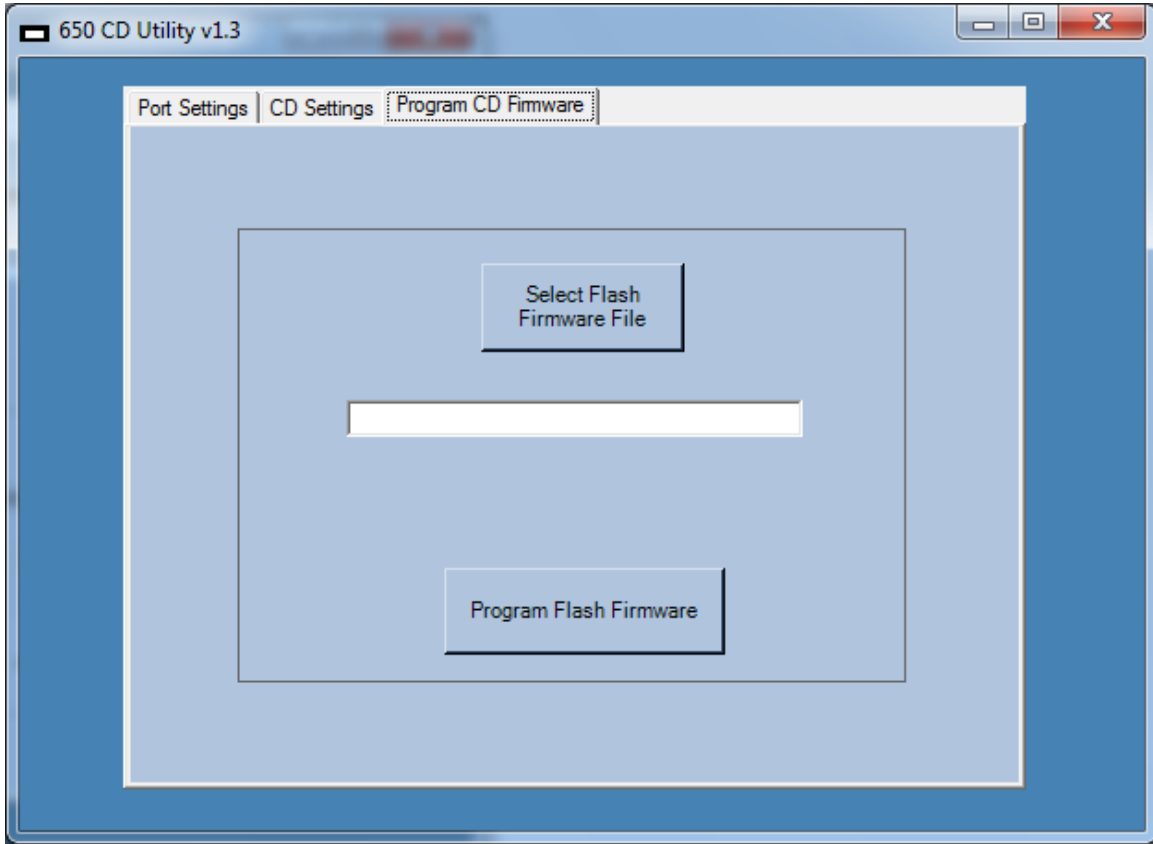 650 CD Utility v1.3
Port Settings CD Settings Program CD Firmware
Select Flash
Firmware File
Program Flash Firmware